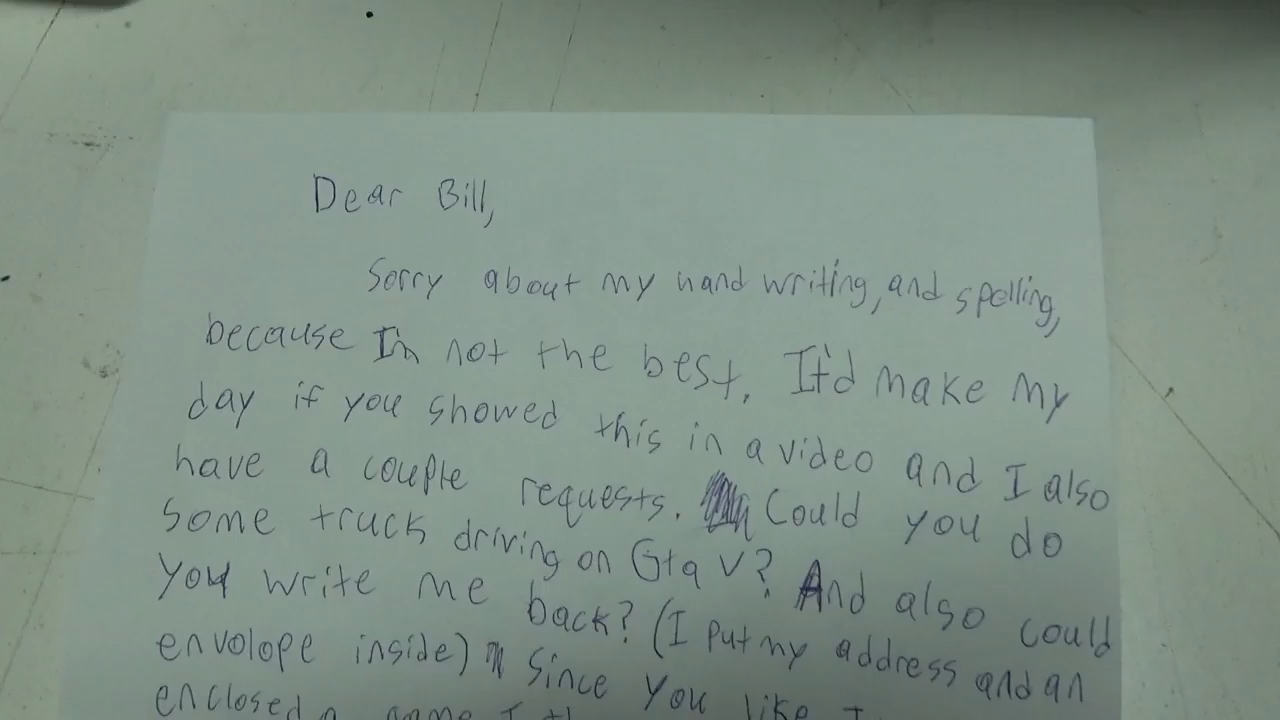 Dear Bill,
Sorry about my hand writing, and spelling,
because I'm not the best. It'd make my
day if you showed this in a video and I also
have a couple requests. Could you do
some truck driving on Gta V? And also could
you write me back? (I put my address and an
envolope inside) Since you like
enclosed a game I